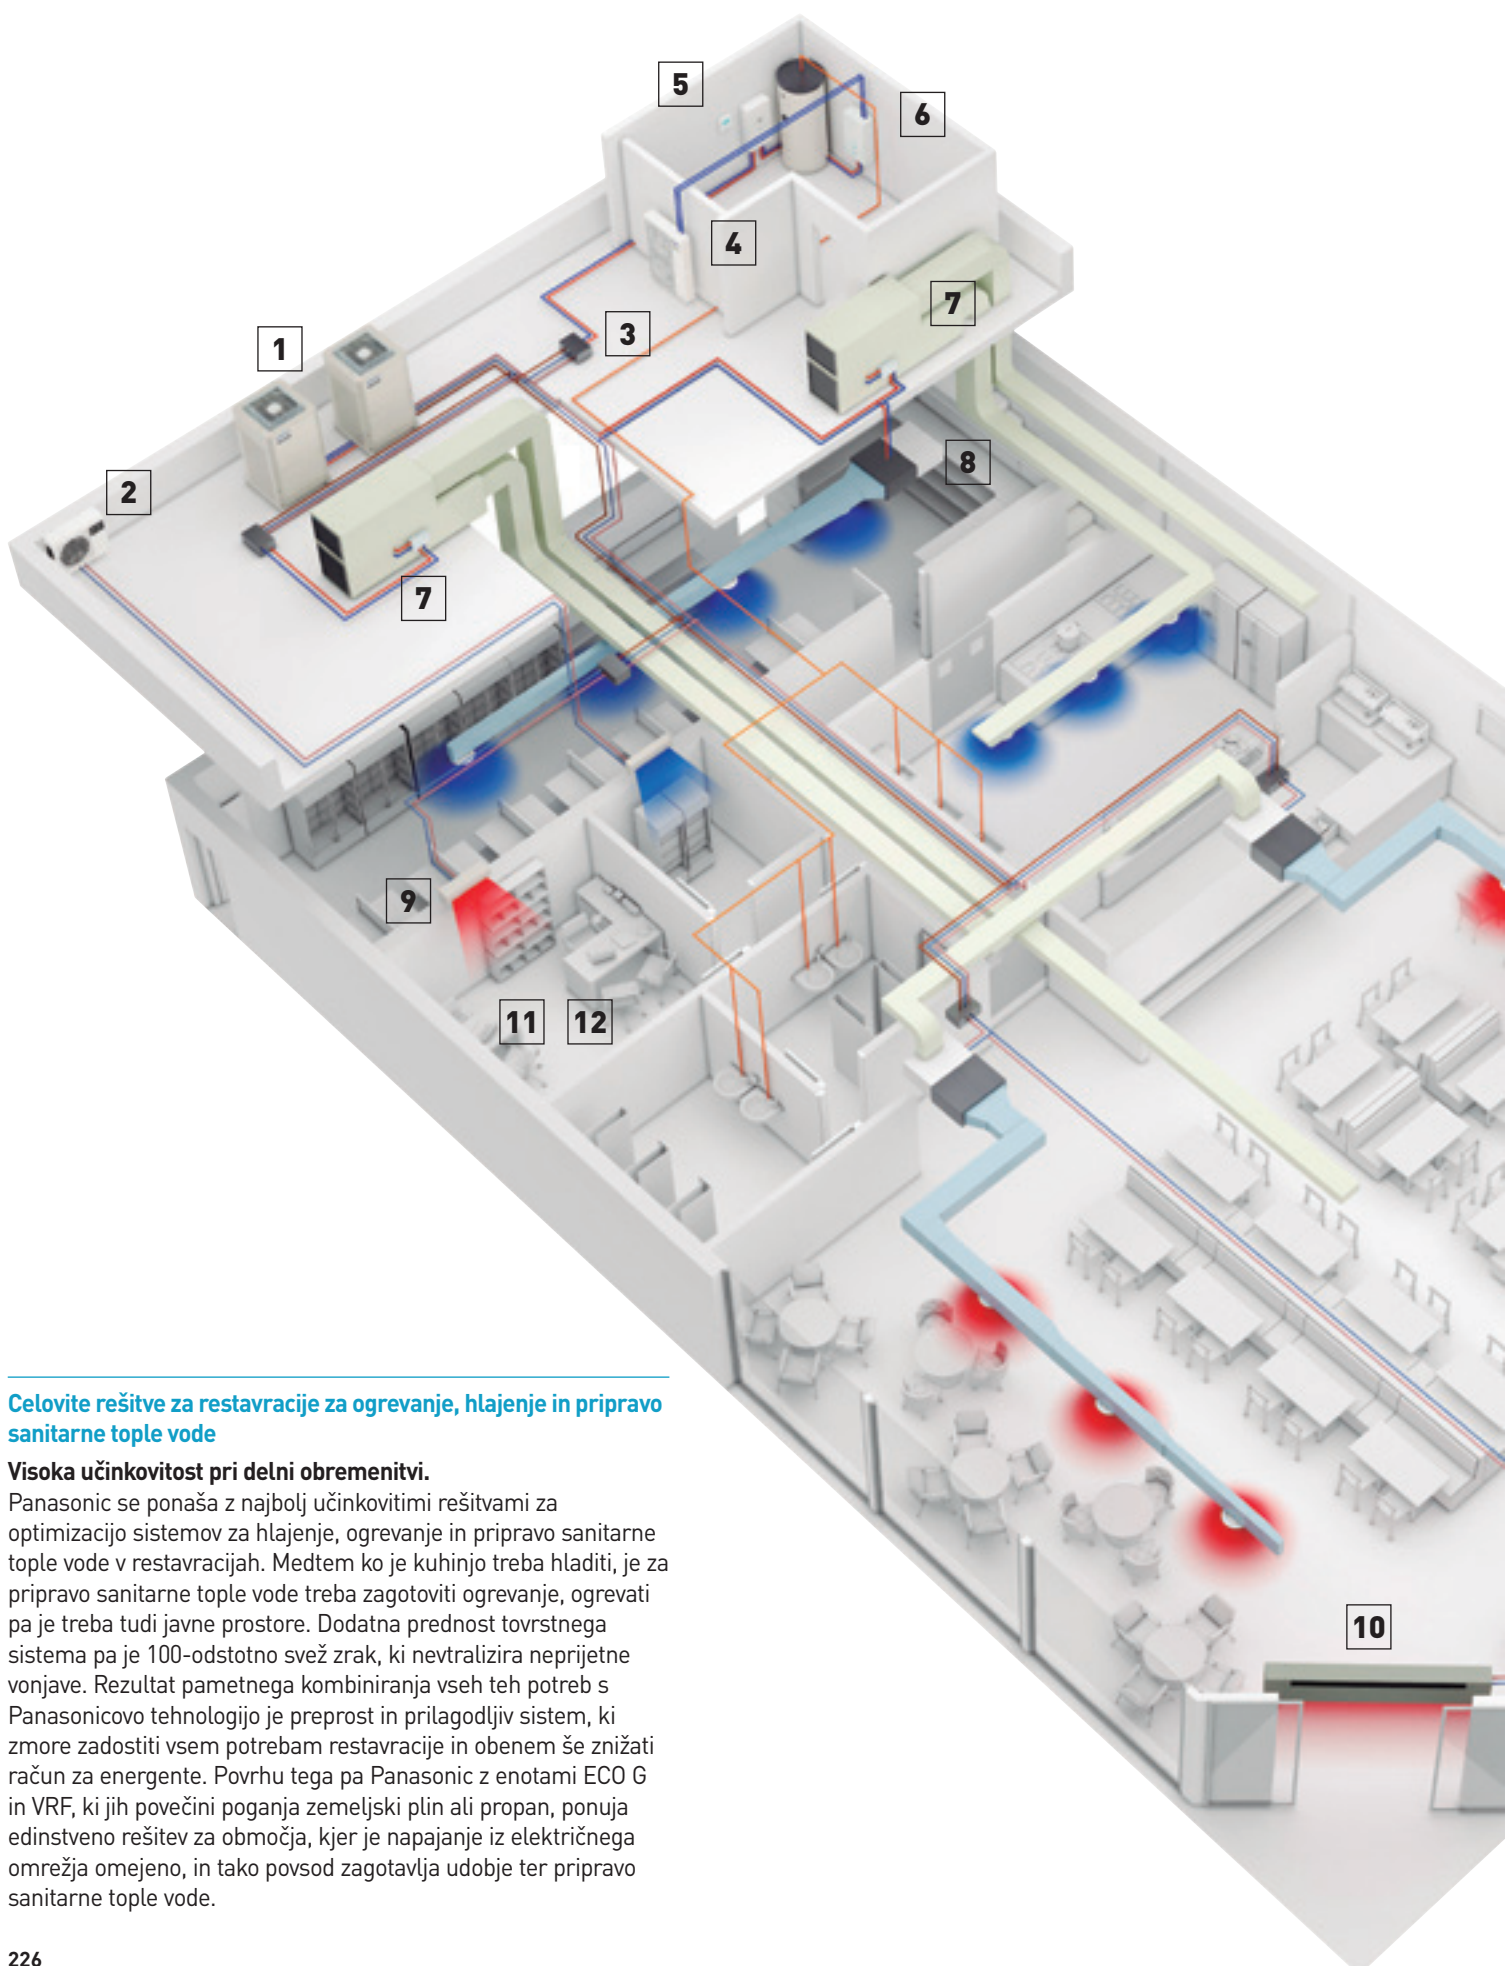 5
6
4
7
3
1
8
2
7
9
11 12
10
Celovite rešitve za restavracije za ogrevanje, hlajenje in pripravo
sanitarne tople vode
Visoka učinkovitost pri delni obremenitvi.
Panasonic se ponaša z najbolj učinkovitimi rešitvami za
optimizacijo sistemov za hlajenje, ogrevanje in pripravo sanitarne
tople vode v restavracijah. Medtem ko je kuhinjo treba hladiti, je za
pripravo sanitarne tople vode treba zagotoviti ogrevanje, ogrevati
pa je treba tudi javne prostore. Dodatna prednost tovrstnega
sistema pa je 100-odstotno svež zrak, ki nevtralizira neprijetne
vonjave. Rezultat pametnega kombiniranja vseh teh potreb s
Panasonicovo tehnologijo je preprost in prilagodljiv sistem, ki
zmore zadostiti vsem potrebam restavracije in obenem še znižati
račun za energente. Povrhu tega pa Panasonic z enotami ECO G
in VRF, ki jih povečini poganja zemeljski plin ali propan, ponuja
edinstveno rešitev za območja, kjer je napajanje iz električnega
omrežja omejeno, in tako povsod zagotavlja udobje ter pripravo
sanitarne tople vode.
226